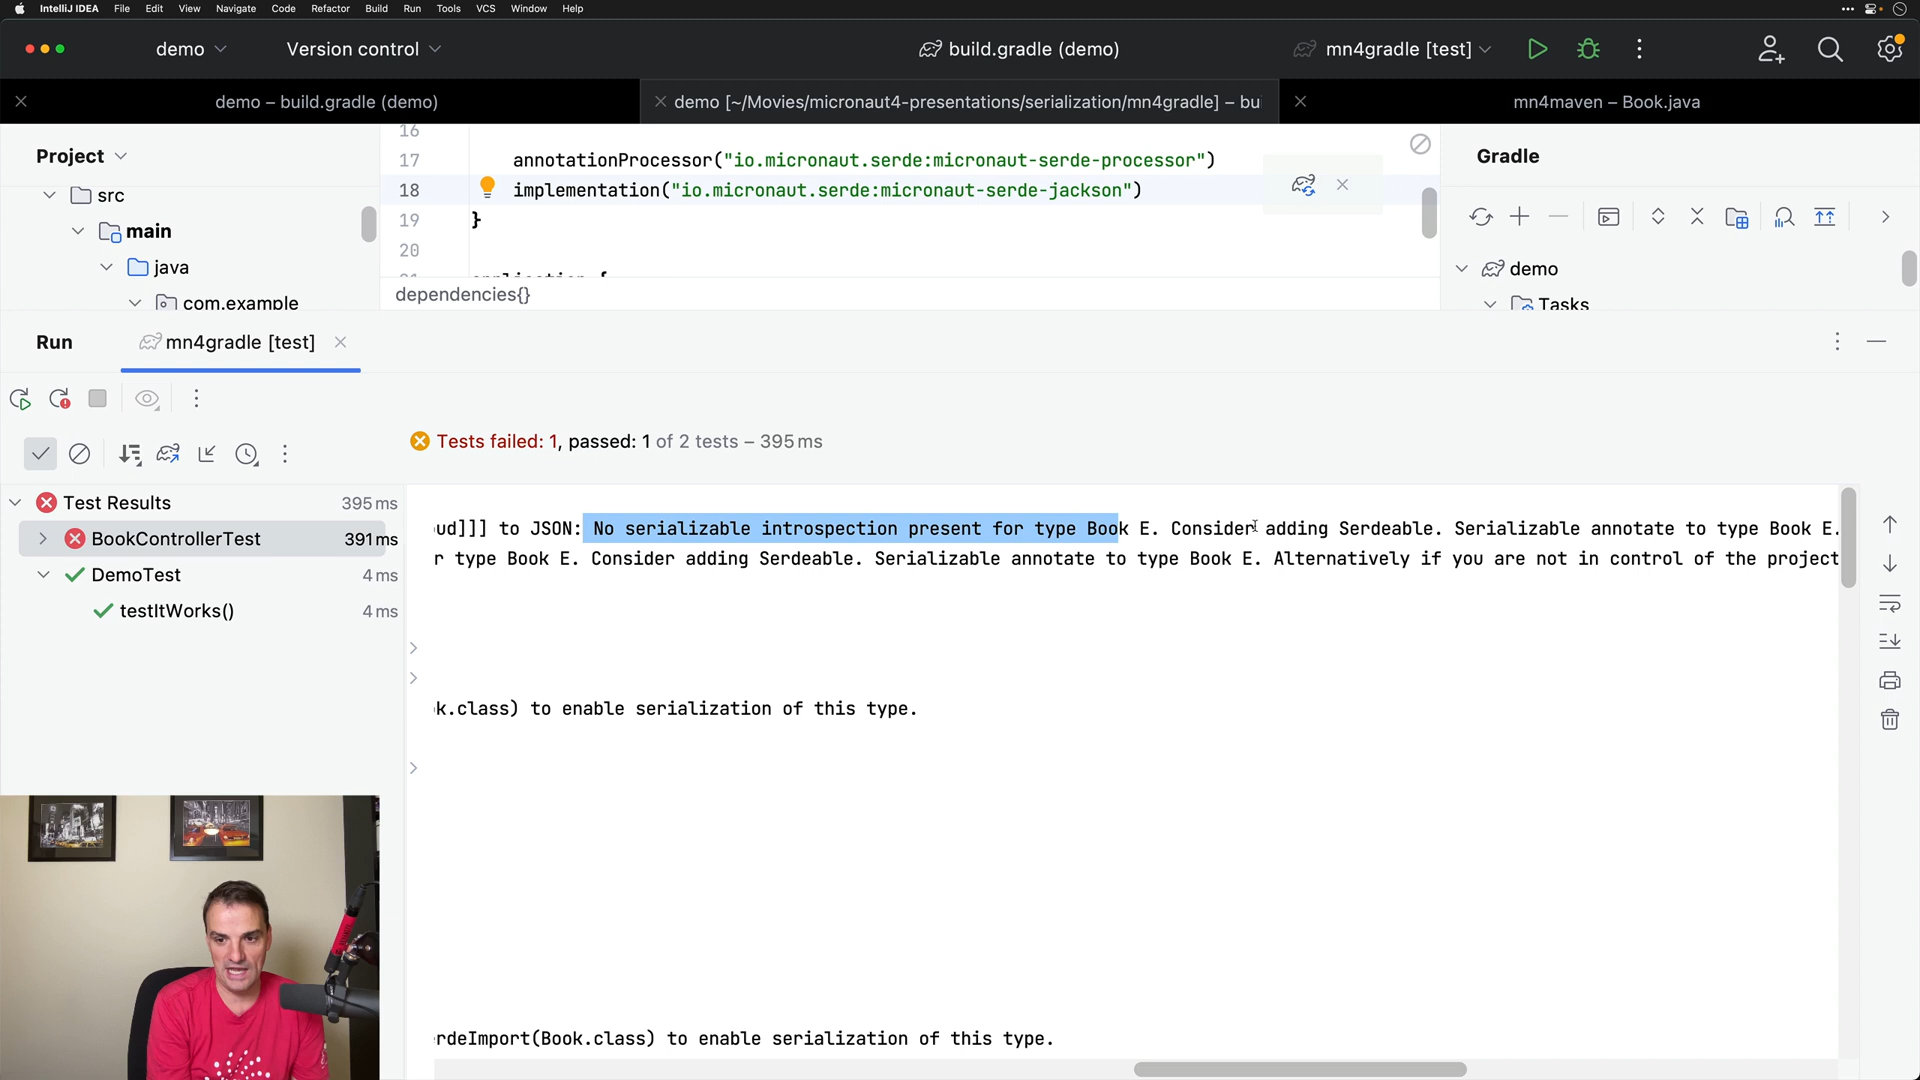 IntelliJ IDEA File Edit View Navigate Code Refactor Build Run Tools VCS Window Help
demo Version control build.gradle (demo) mn4gradle [test]
demo – build.gradle (demo) demo [~/Movies/micronaut4-presentations/serialization/mn4gradle] – bui mn4maven – Book.java
Project
src
main
java
com.example
16
17 annotationProcessor("io.micronaut.serde:micronaut-serde-processor")
18 implementation("io.micronaut.serde:micronaut-serde-jackson")
19 }
20
dependencies{}
Gradle
demo
Tasks
Run mn4gradle [test]
Tests failed: 1, passed: 1 of 2 tests – 395 ms
Test Results 395 ms
BookControllerTest 391 ms
DemoTest 4 ms
testItWorks() 4 ms
oud]]] to JSON: No serializable introspection present for type Book E. Consider adding Serdeable. Serializable annotate to type Book E.
r type Book E. Consider adding Serdeable. Serializable annotate to type Book E. Alternatively if you are not in control of the project
k.class) to enable serialization of this type.
erdeImport(Book.class) to enable serialization of this type.